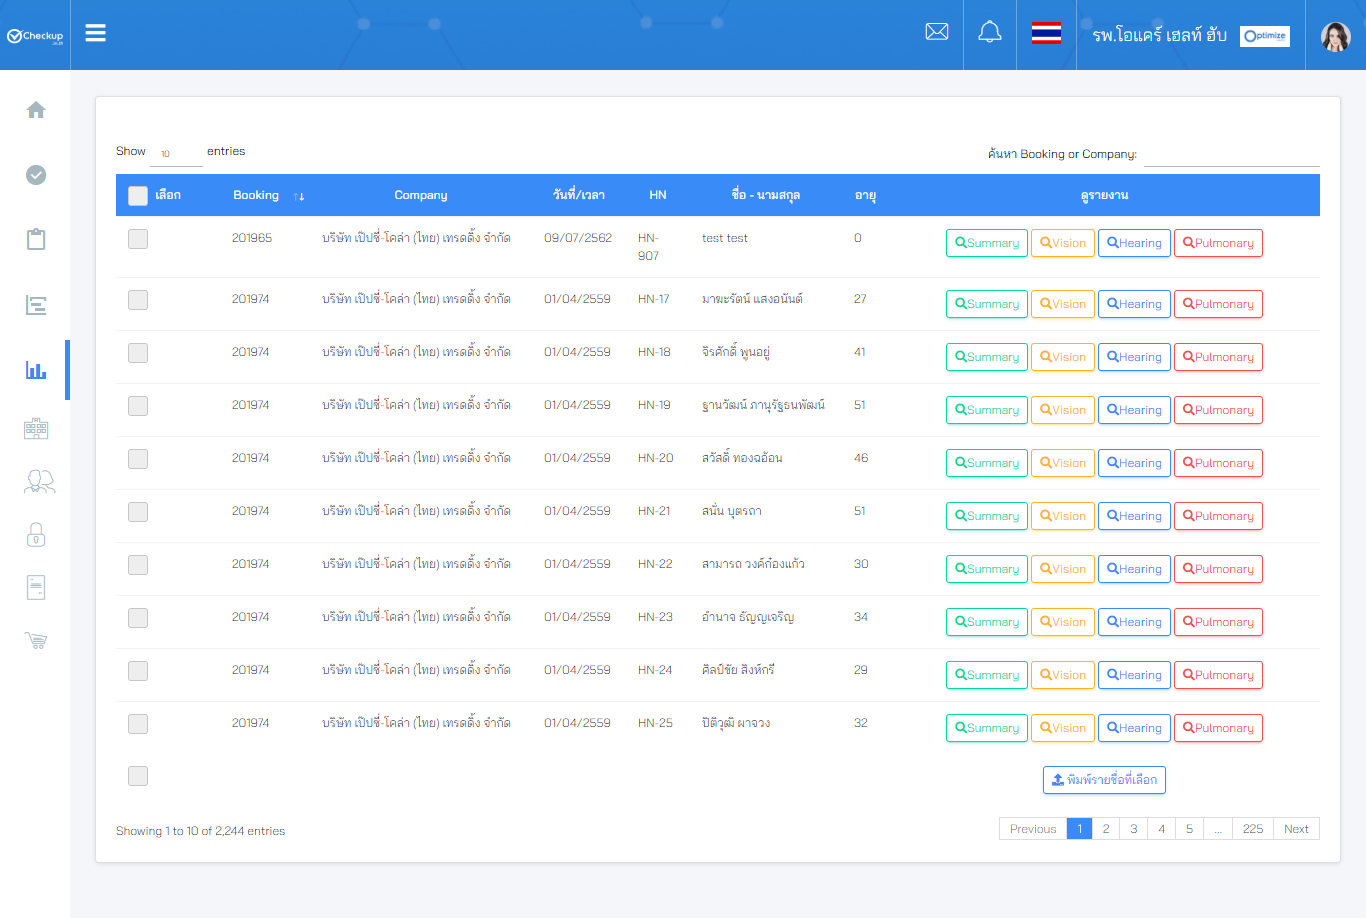 Checkup
รพ.โอแคร์ เฮลท์ ฮับ
Optimize
Show 10 entries
ค้นหา Booking or Company:
เลือก Booking Company วันที่/เวลา HN ชื่อ - นามสกุล อายุ ดูรายงาน
201965 บริษัท เป๊ปซี่-โคล่า (ไทย) เทรดดิ้ง จำกัด 09/07/2562 HN-907 test test 0 Summary Vision Hearing Pulmonary
201974 บริษัท เป๊ปซี่-โคล่า (ไทย) เทรดดิ้ง จำกัด 01/04/2559 HN-17 มาฆะรัตน์ แสงอนันต์ 27 Summary Vision Hearing Pulmonary
201974 บริษัท เป๊ปซี่-โคล่า (ไทย) เทรดดิ้ง จำกัด 01/04/2559 HN-18 จิรศักดิ์ พูนอยู่ 41 Summary Vision Hearing Pulmonary
201974 บริษัท เป๊ปซี่-โคล่า (ไทย) เทรดดิ้ง จำกัด 01/04/2559 HN-19 ฐานวัฒน์ ภานุรัฐธนพัฒน์ 51 Summary Vision Hearing Pulmonary
201974 บริษัท เป๊ปซี่-โคล่า (ไทย) เทรดดิ้ง จำกัด 01/04/2559 HN-20 สวัสดิ์ ทองฉอ้อน 46 Summary Vision Hearing Pulmonary
201974 บริษัท เป๊ปซี่-โคล่า (ไทย) เทรดดิ้ง จำกัด 01/04/2559 HN-21 สนั่น บุตรถา 51 Summary Vision Hearing Pulmonary
201974 บริษัท เป๊ปซี่-โคล่า (ไทย) เทรดดิ้ง จำกัด 01/04/2559 HN-22 สามารถ วงค์ก๋องแก้ว 30 Summary Vision Hearing Pulmonary
201974 บริษัท เป๊ปซี่-โคล่า (ไทย) เทรดดิ้ง จำกัด 01/04/2559 HN-23 อำนาจ ธัญญเจริญ 34 Summary Vision Hearing Pulmonary
201974 บริษัท เป๊ปซี่-โคล่า (ไทย) เทรดดิ้ง จำกัด 01/04/2559 HN-24 ศิลป์ชัย สิงห์กรี 29 Summary Vision Hearing Pulmonary
201974 บริษัท เป๊ปซี่-โคล่า (ไทย) เทรดดิ้ง จำกัด 01/04/2559 HN-25 ปิติวุฒิ ผาจวง 32 Summary Vision Hearing Pulmonary
พิมพ์รายชื่อที่เลือก
Showing 1 to 10 of 2,244 entries
Previous 1 2 3 4 5 ... 225 Next